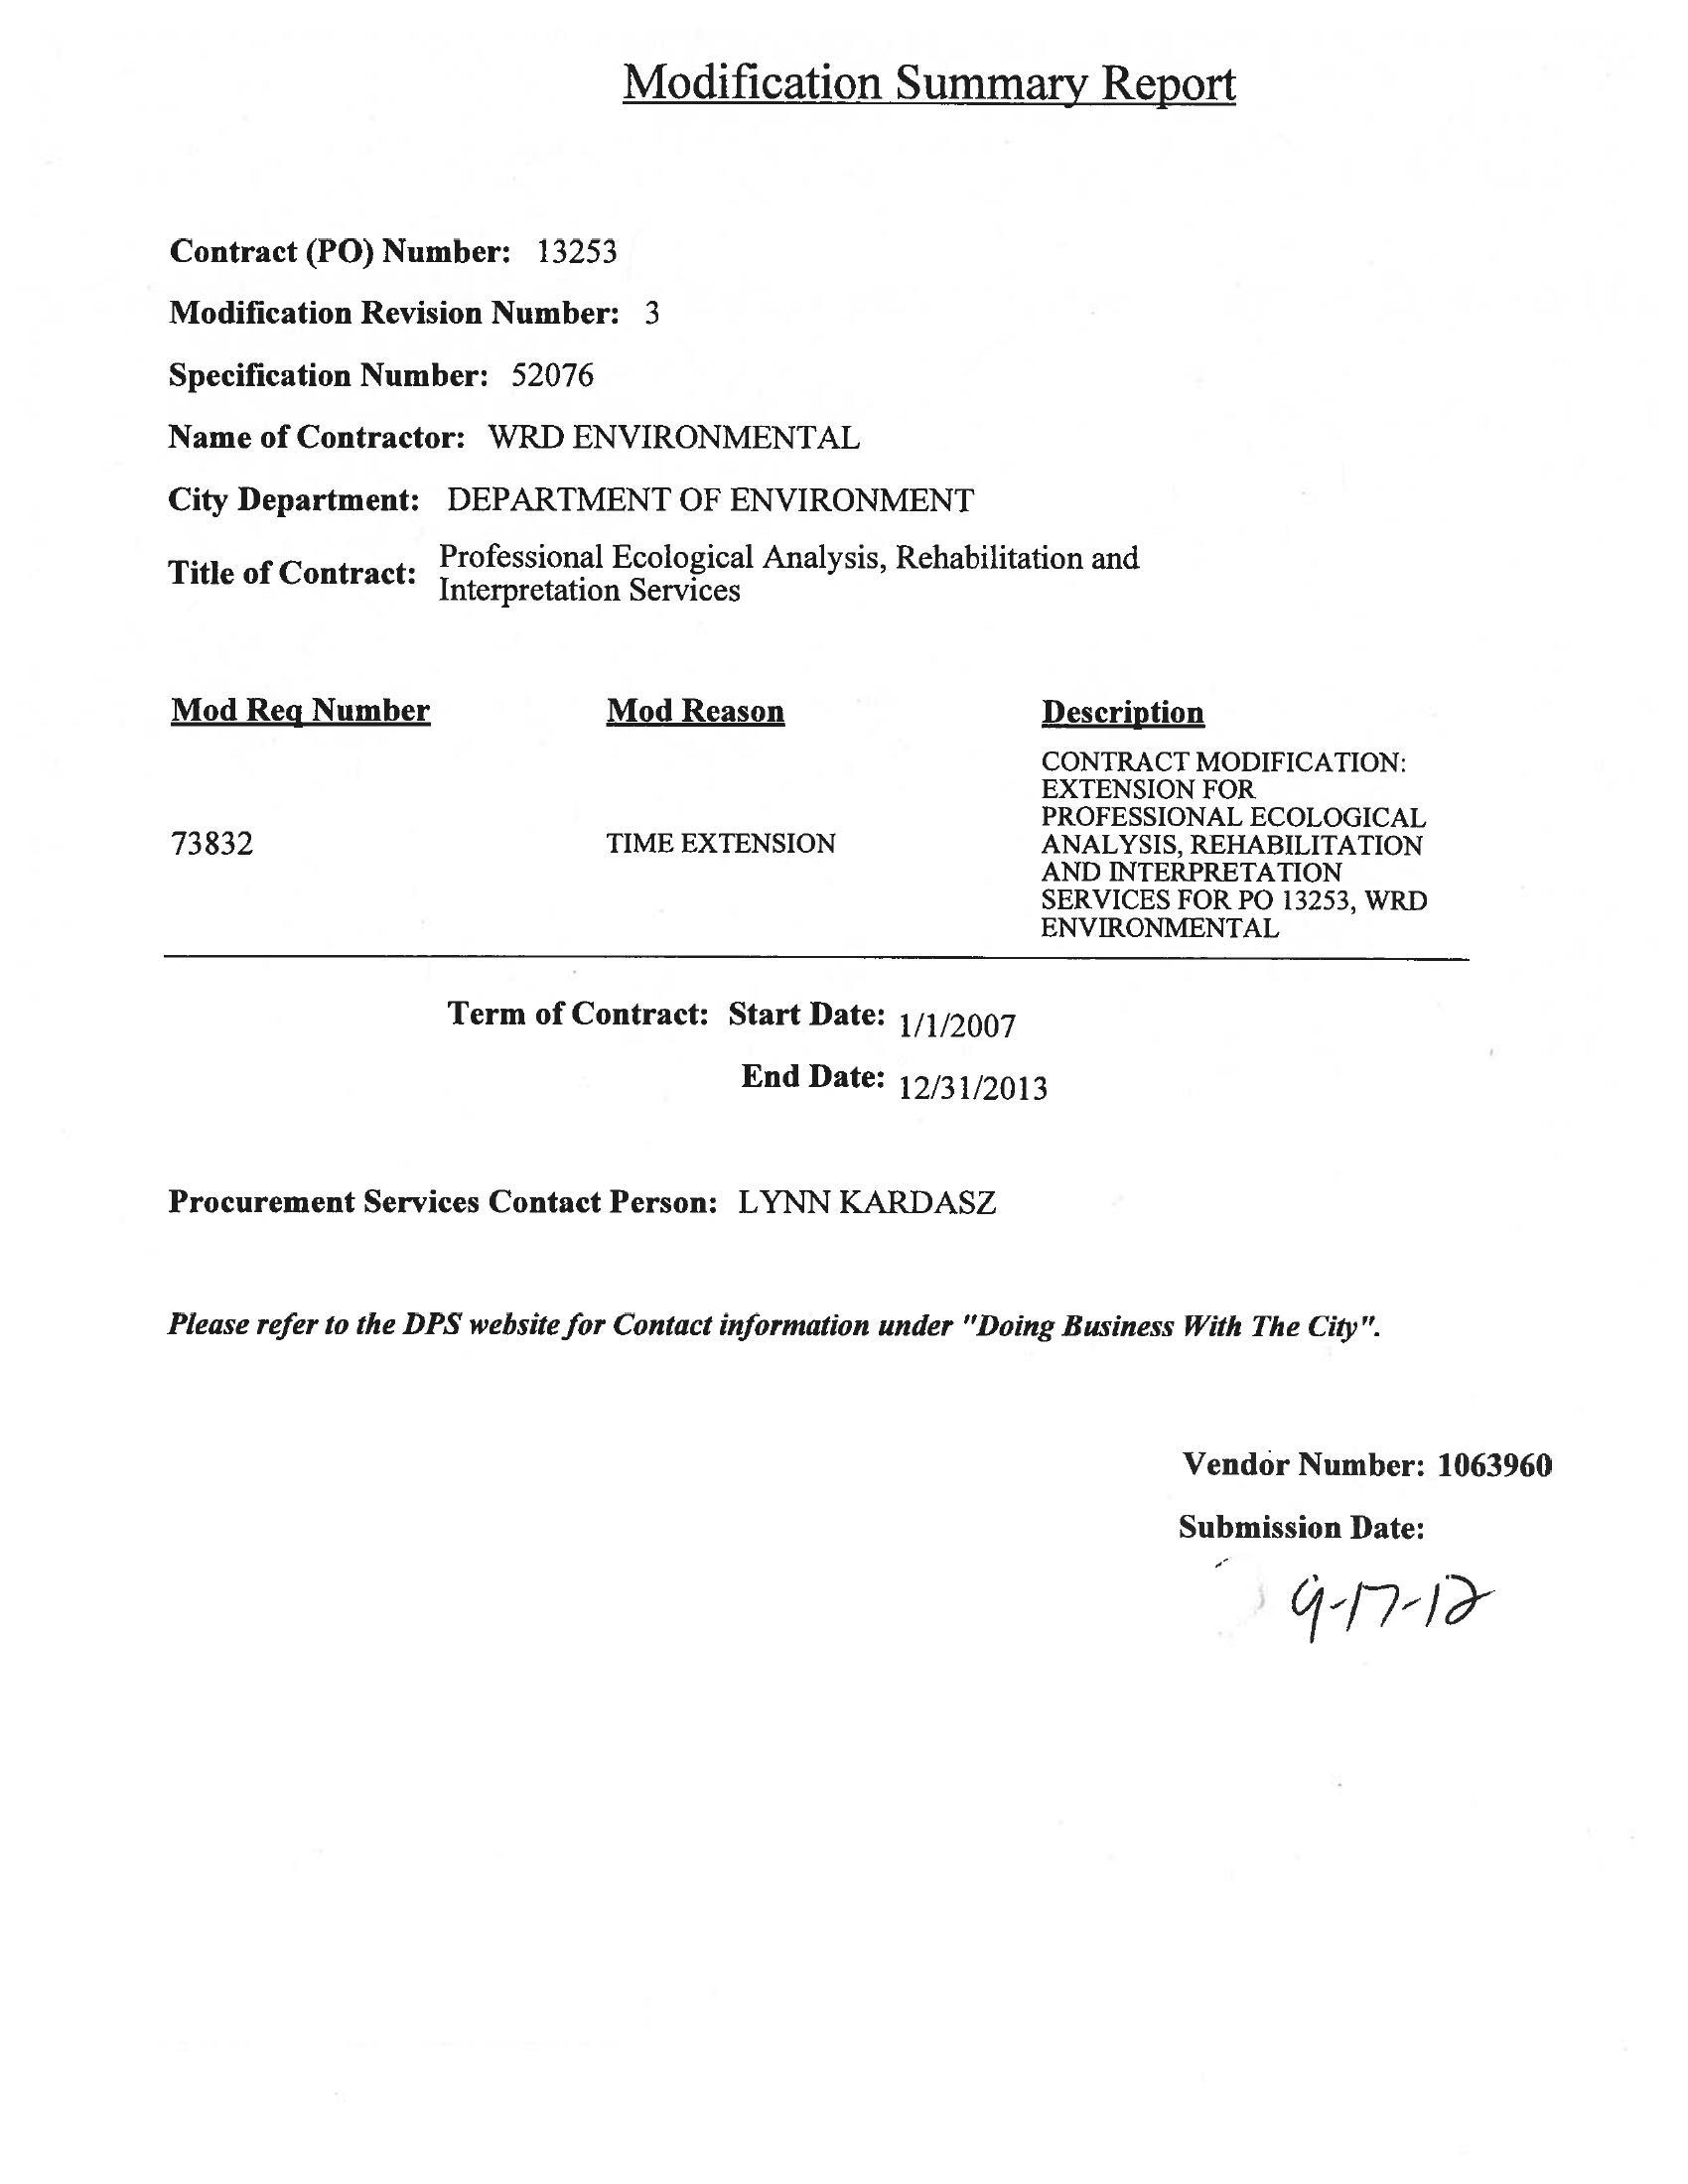 Modification Summary Report
Contract (PO) Number: 13253
Modification Revision Number: 3
Specification Number: 52076
Name of Contractor: WRD ENVIRONMENTAL
City Department: DEPARTMENT OF ENVIRONMENT
Title of Contract: Professional Ecological Analysis, Rehabilitation and
Interpretation Services
Mod Req Number Mod Reason Description
CONTRACT MODIFICATION:
EXTENSION FOR
PROFESSIONAL ECOLOGICAL
73832 TIME EXTENSION ANALYSIS, REHABILITATION
AND INTERPRETATION
SERVICES FOR PO 13253, WRD
ENVIRONMENTAL
Term of Contract: Start Date: 1/1/2007
End Date: 12/31/2013
Procurement Services Contact Person: LYNN KARDASZ
Please refer to the DPS website for Contact information under "Doing Business With The City".
Vendor Number: 1063960
Submission Date:
9-17-12